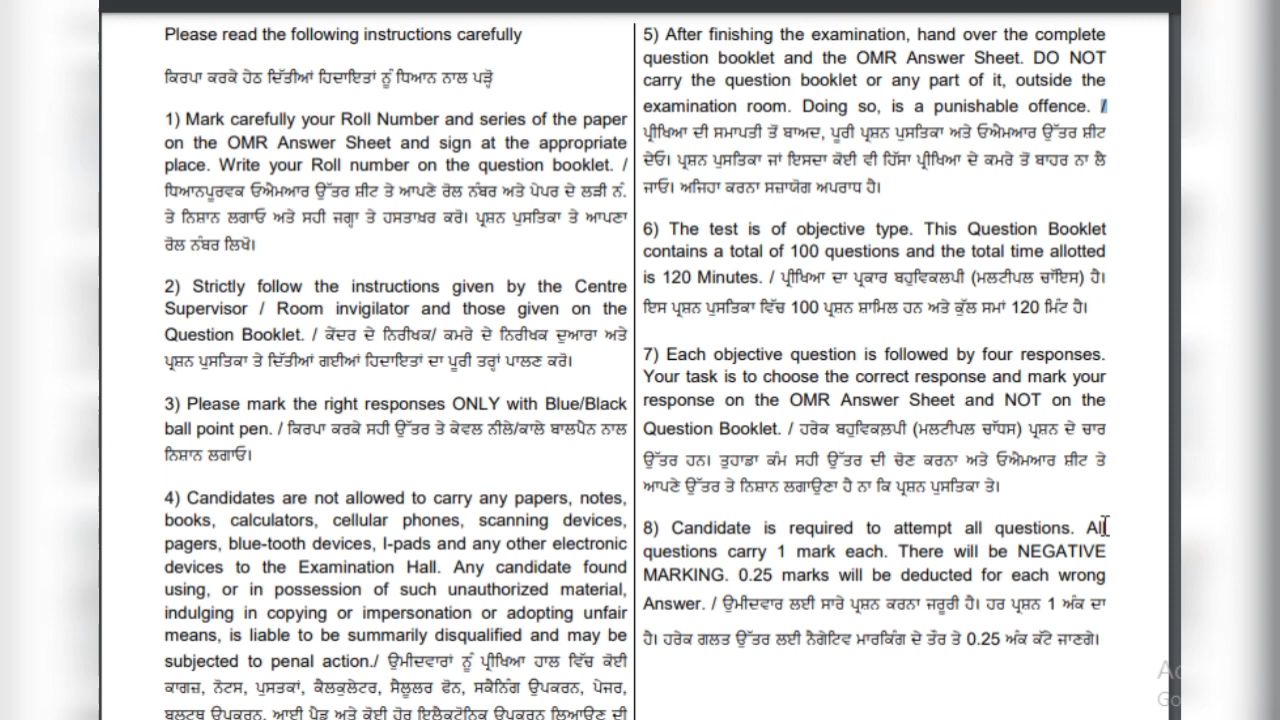 Please read the following instructions carefully
ਕਿਰਪਾ ਕਰਕੇ ਹੇਠ ਦਿੱਤੀਆਂ ਹਿਦਾਇਤਾਂ ਨੂੰ ਧਿਆਨ ਨਾਲ ਪੜ੍ਹੋ
1) Mark carefully your Roll Number and series of the paper
on the OMR Answer Sheet and sign at the appropriate
place. Write your Roll number on the question booklet. /
ਧਿਆਨਪੂਰਵਕ ਓਐਮਆਰ ਉੱਤਰ ਸ਼ੀਟ ਤੇ ਆਪਣੇ ਰੋਲ ਨੰਬਰ ਅਤੇ ਪੇਪਰ ਦੇ ਲੜੀ ਨੰ.
ਤੇ ਨਿਸ਼ਾਨ ਲਗਾਓ ਅਤੇ ਸਹੀ ਜਗ੍ਹਾ ਤੇ ਹਸਤਾਖਰ ਕਰੋ। ਪ੍ਰਸ਼ਨ ਪੁਸਤਿਕਾ ਤੇ ਆਪਣਾ
ਰੋਲ ਨੰਬਰ ਲਿਖੋ।
2) Strictly follow the instructions given by the Centre
Supervisor / Room invigilator and those given on the
Question Booklet. / ਕੇਂਦਰ ਦੇ ਨਿਰੀਖਕ/ ਕਮਰੇ ਦੇ ਨਿਰੀਖਕ ਦੁਆਰਾ ਅਤੇ
ਪ੍ਰਸ਼ਨ ਪੁਸਤਿਕਾ ਤੇ ਦਿੱਤੀਆਂ ਗਈਆਂ ਹਿਦਾਇਤਾਂ ਦਾ ਪੂਰੀ ਤਰ੍ਹਾਂ ਪਾਲਣ ਕਰੋ।
3) Please mark the right responses ONLY with Blue/Black
ball point pen. / ਕਿਰਪਾ ਕਰਕੇ ਸਹੀ ਉੱਤਰ ਤੇ ਕੇਵਲ ਨੀਲੇ/ਕਾਲੇ ਬਾਲਪੈਨ ਨਾਲ
ਨਿਸ਼ਾਨ ਲਗਾਓ।
4) Candidates are not allowed to carry any papers, notes,
books, calculators, cellular phones, scanning devices,
pagers, blue-tooth devices, I-pads and any other electronic
devices to the Examination Hall. Any candidate found
using, or in possession of such unauthorized material,
indulging in copying or impersonation or adopting unfair
means, is liable to be summarily disqualified and may be
subjected to penal action./ ਉਮੀਦਵਾਰਾਂ ਨੂੰ ਪ੍ਰੀਖਿਆ ਹਾਲ ਵਿੱਚ ਕੋਈ
ਕਾਗਜ਼, ਨੋਟਸ, ਪੁਸਤਕਾਂ, ਕੈਲਕੁਲੇਟਰ, ਸੈਲੂਲਰ ਫੋਨ, ਸਕੈਨਿੰਗ ਉਪਕਰਨ, ਪੇਜਰ,
ਬਲੂਟੁਥ ਉਪਕਰਨ, ਆਈ ਪੈਡ ਅਤੇ ਕੋਈ ਹੋਰ ਇਲੈਕਟ੍ਰੋਨਿਕ ਉਪਕਰਨ ਲਿਆਉਣ ਦੀ
5) After finishing the examination, hand over the complete
question booklet and the OMR Answer Sheet. DO NOT
carry the question booklet or any part of it, outside the
examination room. Doing so, is a punishable offence. /
ਪ੍ਰੀਖਿਆ ਦੀ ਸਮਾਪਤੀ ਤੋਂ ਬਾਅਦ, ਪੂਰੀ ਪ੍ਰਸ਼ਨ ਪੁਸਤਿਕਾ ਅਤੇ ਓਐਮਆਰ ਉੱਤਰ ਸ਼ੀਟ
ਦੇਓ। ਪ੍ਰਸ਼ਨ ਪੁਸਤਿਕਾ ਜਾਂ ਇਸਦਾ ਕੋਈ ਵੀ ਹਿੱਸਾ ਪ੍ਰੀਖਿਆ ਦੇ ਕਮਰੇ ਤੋਂ ਬਾਹਰ ਨਾ ਲੈ
ਜਾਓ। ਅਜਿਹਾ ਕਰਨਾ ਸਜ਼ਾਯੋਗ ਅਪਰਾਧ ਹੈ।
6) The test is of objective type. This Question Booklet
contains a total of 100 questions and the total time allotted
is 120 Minutes. / ਪ੍ਰੀਖਿਆ ਦਾ ਪ੍ਰਕਾਰ ਬਹੁਵਿਕਲਪੀ (ਮਲਟੀਪਲ ਚਾੱਇਸ) ਹੈ।
ਇਸ ਪ੍ਰਸ਼ਨ ਪੁਸਤਿਕਾ ਵਿੱਚ 100 ਪ੍ਰਸ਼ਨ ਸ਼ਾਮਿਲ ਹਨ ਅਤੇ ਕੁੱਲ ਸਮਾਂ 120 ਮਿੰਟ ਹੈ।
7) Each objective question is followed by four responses.
Your task is to choose the correct response and mark your
response on the OMR Answer Sheet and NOT on the
Question Booklet. / ਹਰੇਕ ਬਹੁਵਿਕਲਪੀ (ਮਲਟੀਪਲ ਚਾੱਧਸ) ਪ੍ਰਸ਼ਨ ਦੇ ਚਾਰ
ਉੱਤਰ ਹਨ। ਤੁਹਾਡਾ ਕੰਮ ਸਹੀ ਉੱਤਰ ਦੀ ਚੋਣ ਕਰਨਾ ਅਤੇ ਓਐਮਆਰ ਸ਼ੀਟ ਤੇ
ਆਪਣੇ ਉੱਤਰ ਤੇ ਨਿਸ਼ਾਨ ਲਗਾਉਣਾ ਹੈ ਨਾ ਕਿ ਪ੍ਰਸ਼ਨ ਪੁਸਤਿਕਾ ਤੇ।
8) Candidate is required to attempt all questions. All
questions carry 1 mark each. There will be NEGATIVE
MARKING. 0.25 marks will be deducted for each wrong
Answer. / ਉਮੀਦਵਾਰ ਲਈ ਸਾਰੇ ਪ੍ਰਸ਼ਨ ਕਰਨਾ ਜਰੂਰੀ ਹੈ। ਹਰ ਪ੍ਰਸ਼ਨ 1 ਅੰਕ ਦਾ
ਹੈ। ਹਰੇਕ ਗਲਤ ਉੱਤਰ ਲਈ ਨੈਗੇਟਿਵ ਮਾਰਕਿੰਗ ਦੇ ਤੌਰ ਤੇ 0.25 ਅੰਕ ਕੱਟੇ ਜਾਣਗੇ।